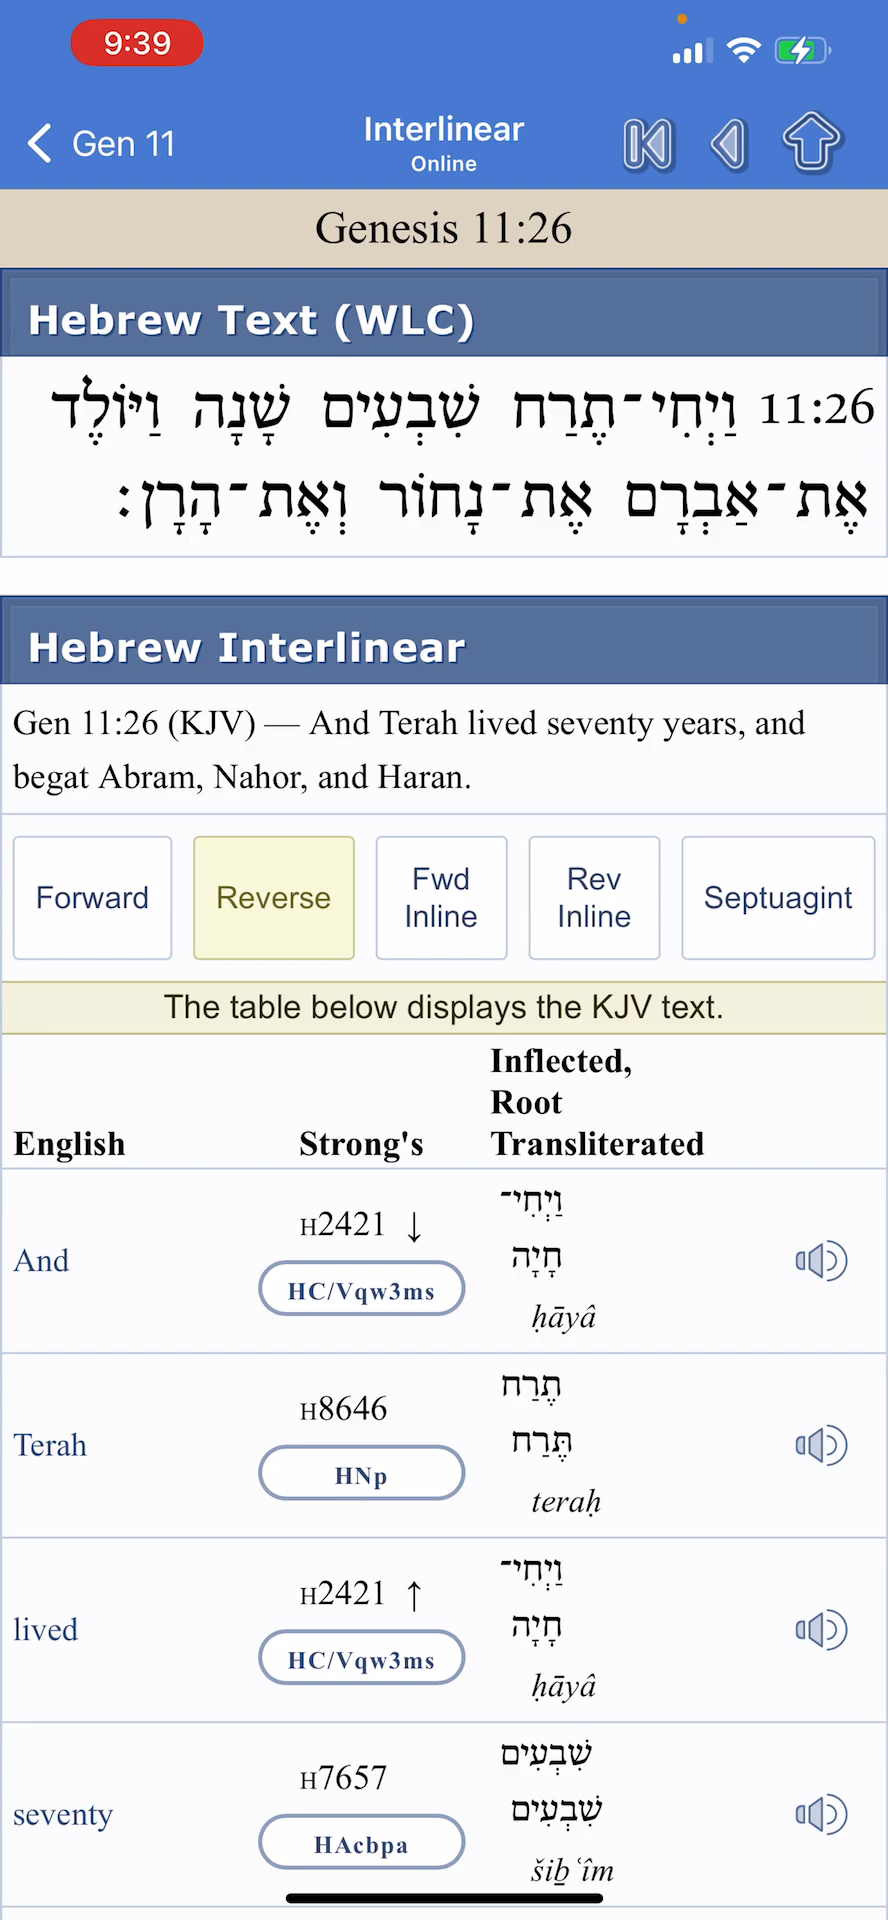 9:39
Gen 11
Interlinear
Online
Genesis 11:26
Hebrew Text (WLC)
11:26 וַיְחִי־תֶרַח שִׁבְעִים שָׁנָה וַיּוֹלֶד
אֶת־אַבְרָם אֶת־נָחוֹר וְאֶת־הָרָן׃
Hebrew Interlinear
Gen 11:26 (KJV) — And Terah lived seventy years, and
begat Abram, Nahor, and Haran.
Forward
Reverse
Fwd
Inline
Rev
Inline
Septuagint
The table below displays the KJV text.
English
Strong's
Inflected,
Root
Transliterated
And
H2421 ↓
HC/Vqw3ms
וַיְחִי־
חָיָה
ḥāyâ
Terah
H8646
HNp
תֶרַח
תֶּרַח
teraḥ
lived
H2421 ↑
HC/Vqw3ms
וַיְחִי־
חָיָה
ḥāyâ
seventy
H7657
HAcbpa
שִׁבְעִים
שִׁבְעִים
šiḇʿîm